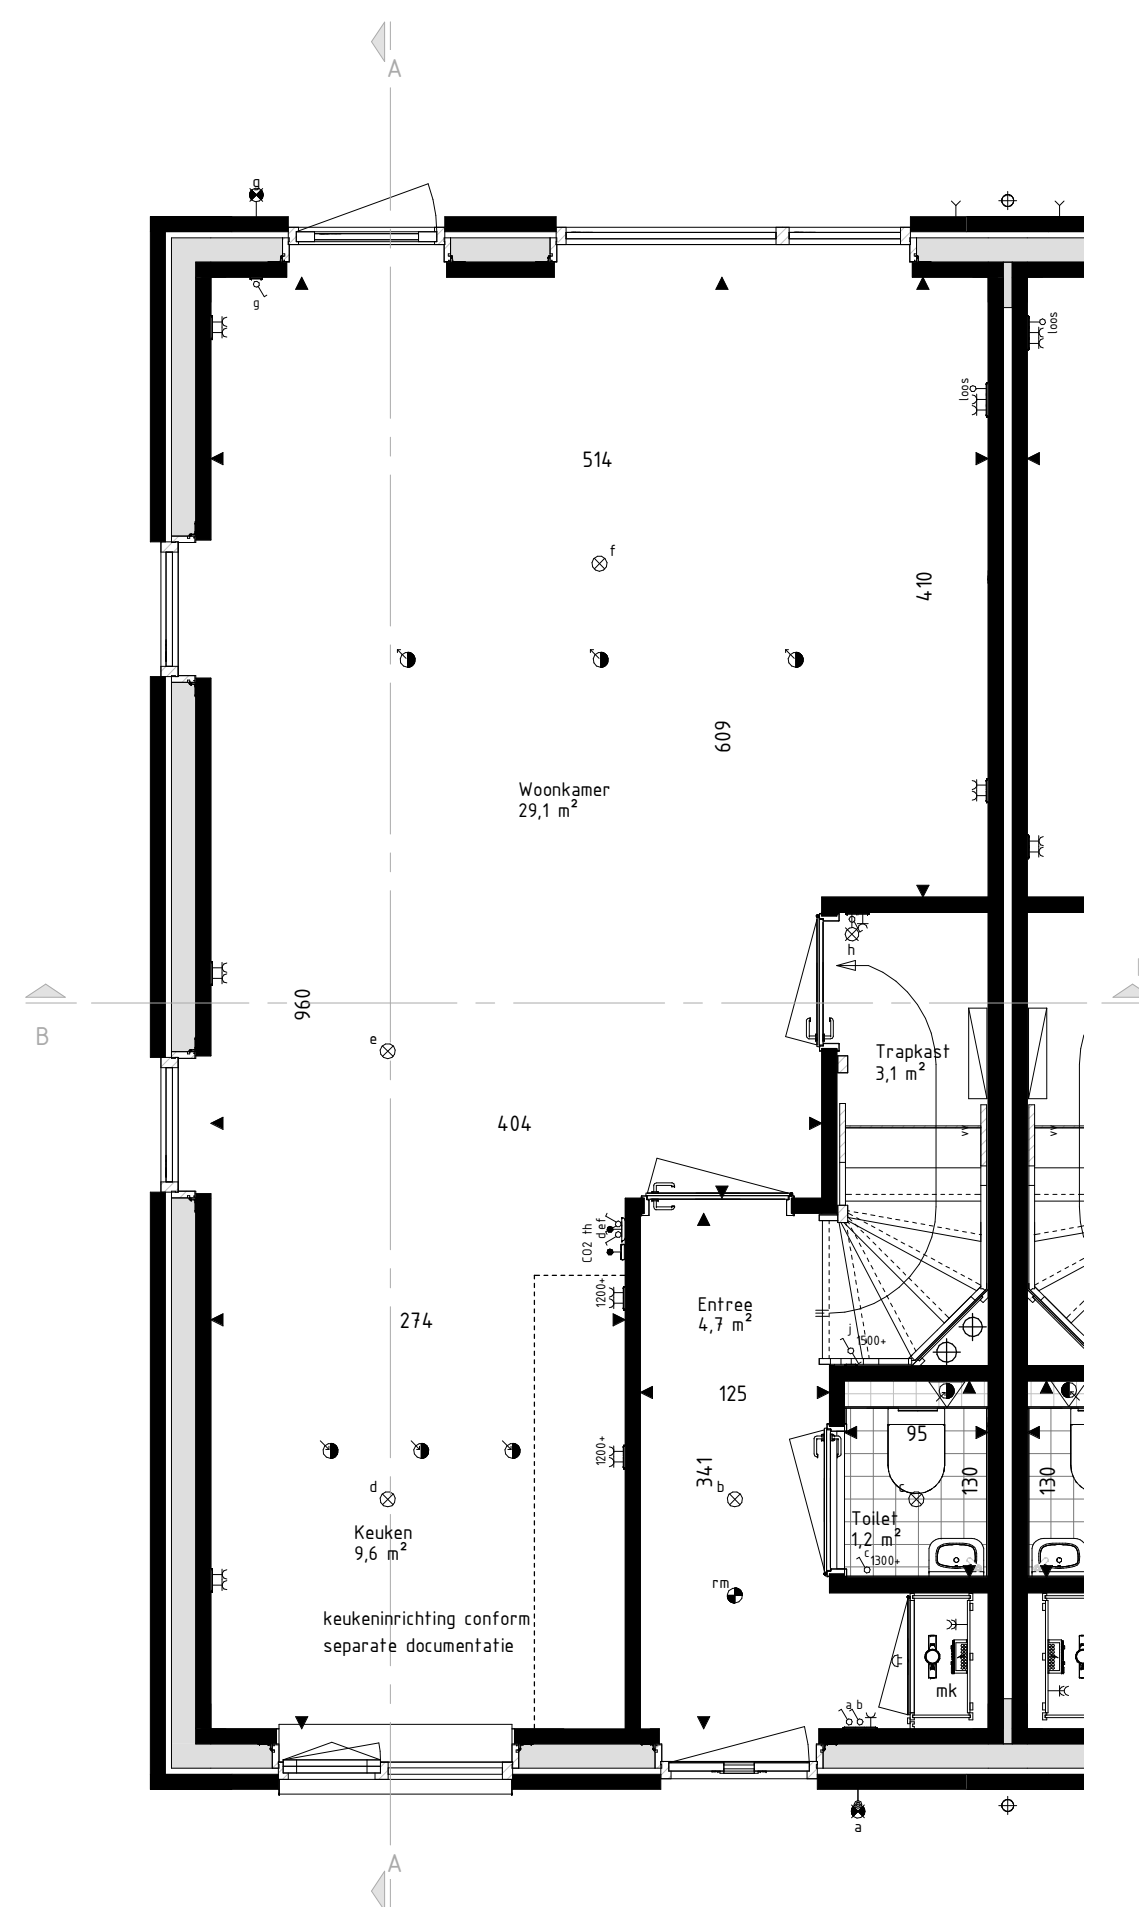 A
g
g
loos
loos
514
f
410
609
Woonkamer
29,1 m²
h
960
B
e
Trapkast
3,1 m²
404
vv
vv
CO2 th
d e f
1200+
Entree
4,7 m²
274
j
1500+
125
95
1200+
341
130
130
d
b
c
Keuken
9,6 m²
Toilet
1,2 m²
c
1300+
rm
keukeninrichting conform
separate documentatie
mk
a b
a
A